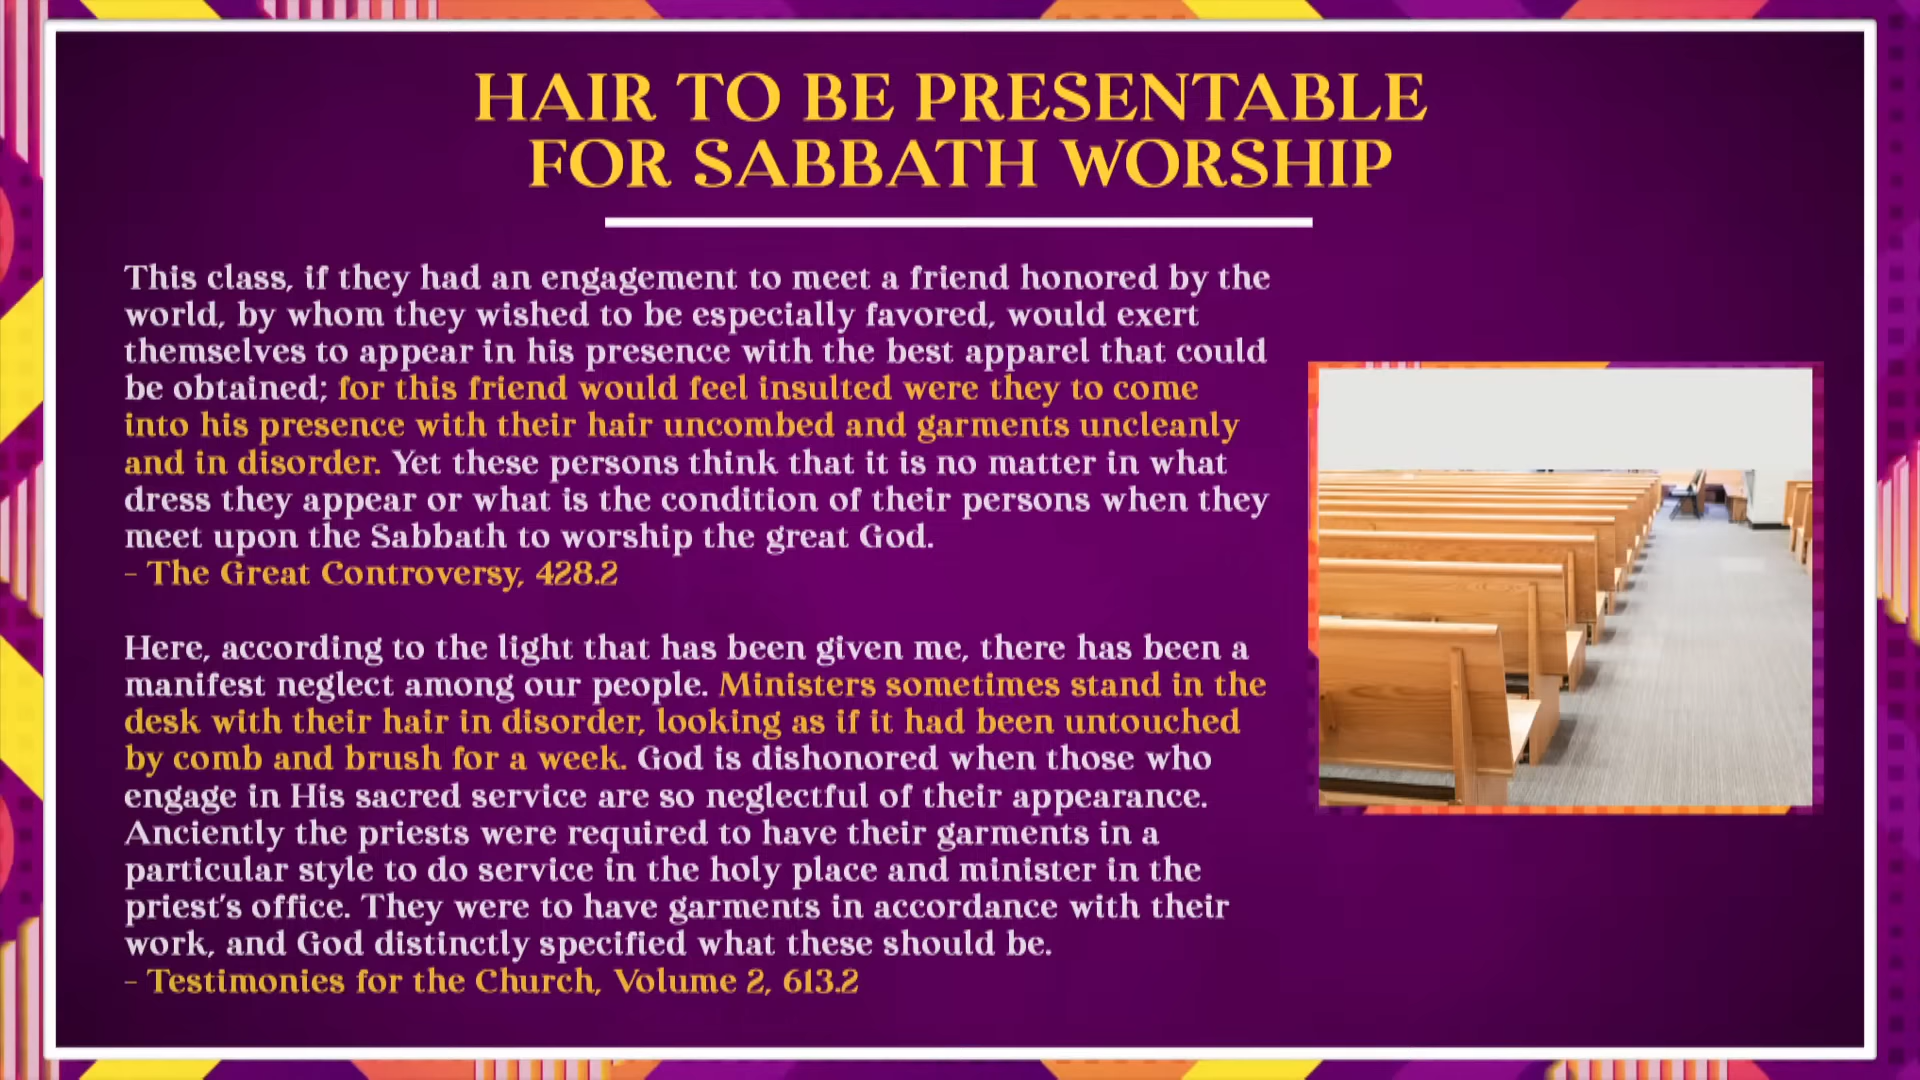 HAIR TO BE PRESENTABLE
FOR SABBATH WORSHIP
This class, if they had an engagement to meet a friend honored by the
world, by whom they wished to be especially favored, would exert
themselves to appear in his presence with the best apparel that could
be obtained; for this friend would feel insulted were they to come
into his presence with their hair uncombed and garments uncleanly
and in disorder. Yet these persons think that it is no matter in what
dress they appear or what is the condition of their persons when they
meet upon the Sabbath to worship the great God.
- The Great Controversy, 428.2
Here, according to the light that has been given me, there has been a
manifest neglect among our people. Ministers sometimes stand in the
desk with their hair in disorder, looking as if it had been untouched
by comb and brush for a week. God is dishonored when those who
engage in His sacred service are so neglectful of their appearance.
Anciently the priests were required to have their garments in a
particular style to do service in the holy place and minister in the
priest's office. They were to have garments in accordance with their
work, and God distinctly specified what these should be.
- Testimonies for the Church, Volume 2, 613.2